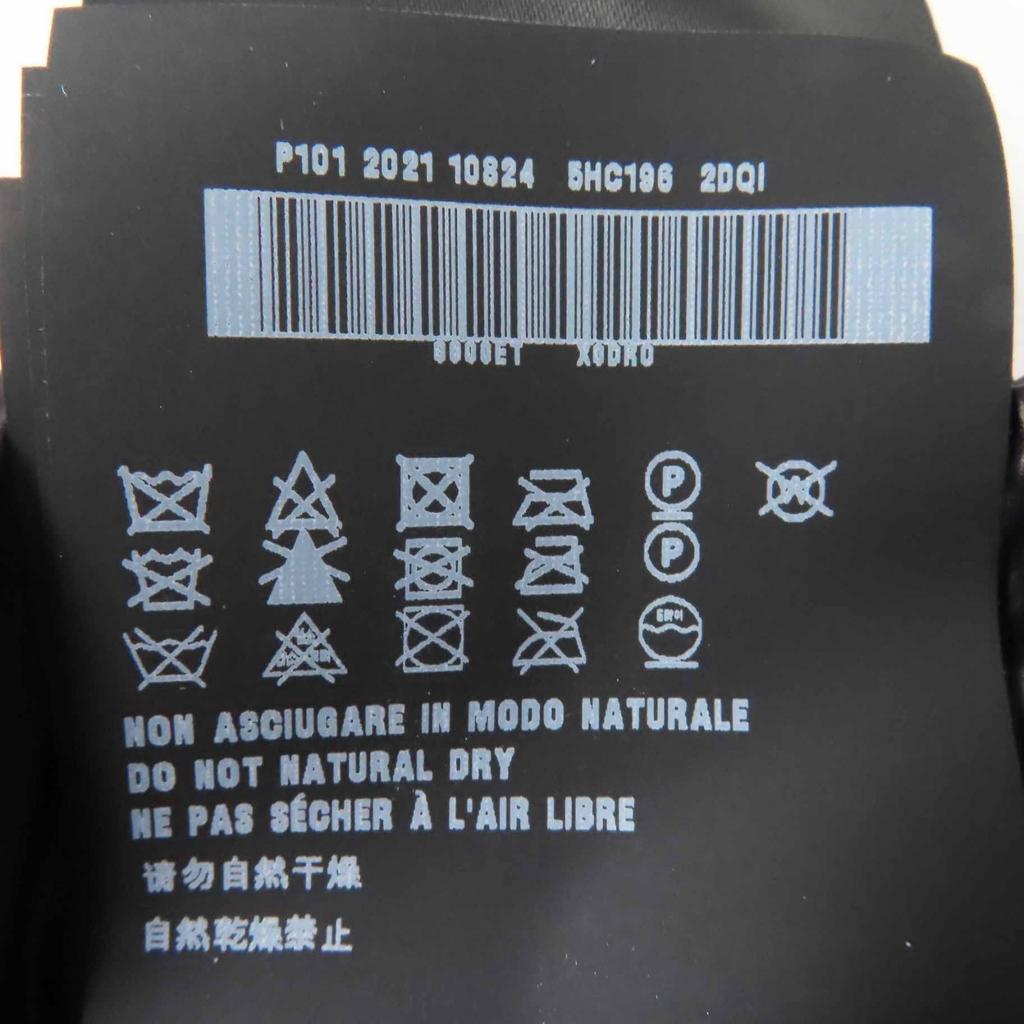 P101 2021 10824 5HC196 2DQI
P
W
P
NON ASCIUGARE IN MODO NATURALE
DO NOT NATURAL DRY
NE PAS SÉCHER À L'AIR LIBRE
请勿自然干燥
自然乾燥禁止